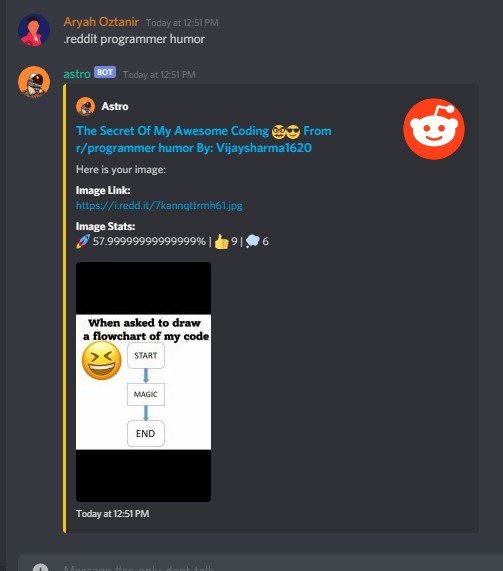 Aryah Oztanir Today at 12:51 PM
.reddit programmer humor
astro BOT Today at 12:51 PM
Astro
The Secret Of My Awesome Coding 🤓😎 From
r/programmer humor By: Vijaysharma1620
Here is your image:
Image Link:
https://i.redd.it/7kannqttrmh61.jpg
Image Stats:
🚀 57.99999999999999% | 👍 9 | 💭 6
When asked to draw
a flowchart of my code
START
MAGIC
END
Today at 12:51 PM